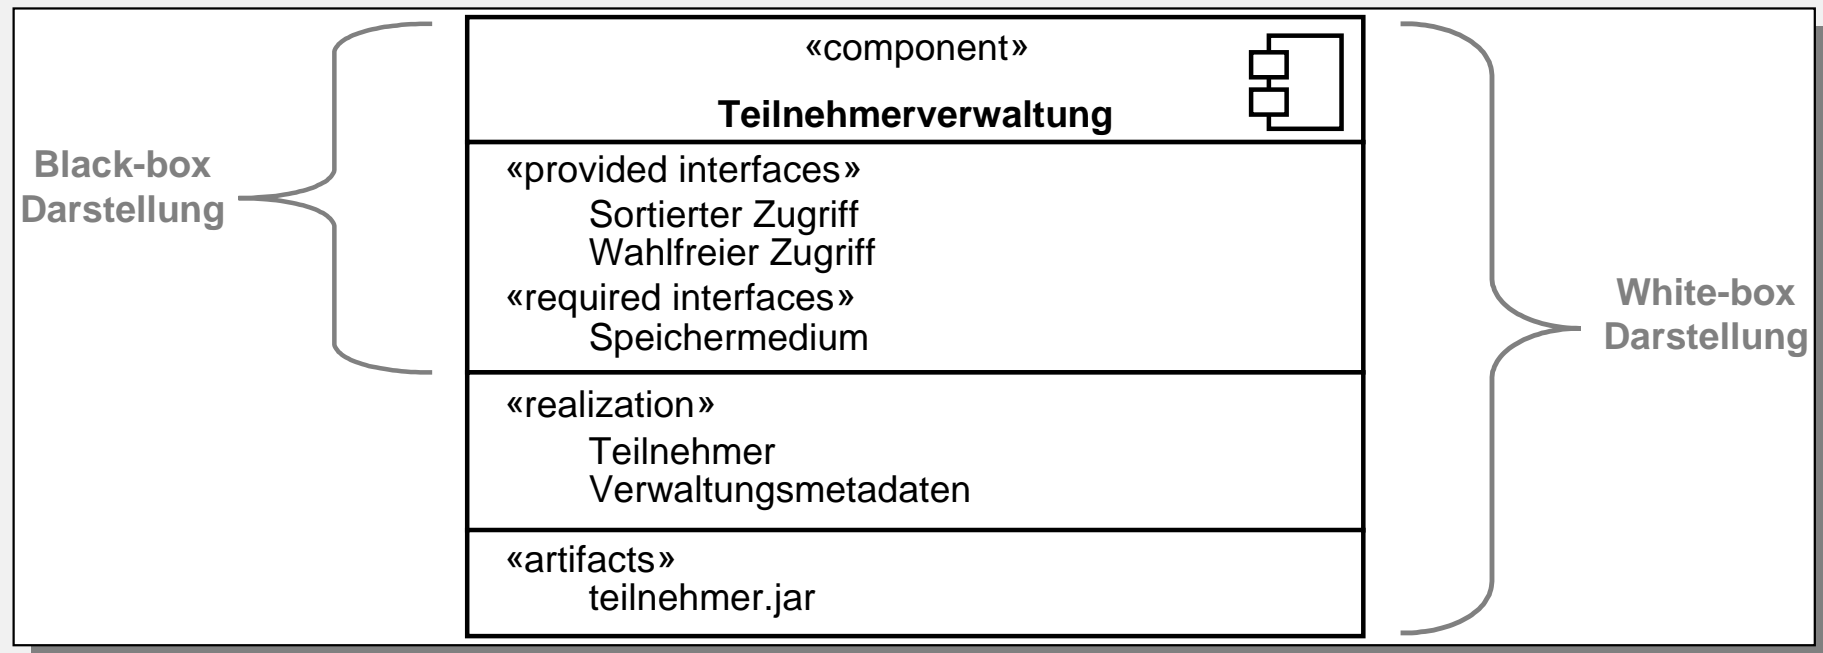 «component»
Teilnehmerverwaltung
Black-box
Darstellung
«provided interfaces»
Sortierter Zugriff
Wahlfreier Zugriff
«required interfaces»
Speichermedium
White-box
Darstellung
«realization»
Teilnehmer
Verwaltungsmetadaten
«artifacts»
teilnehmer.jar